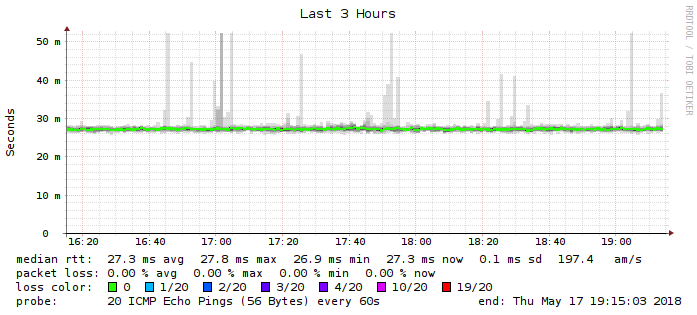 Last 3 Hours
RRDTOOL / TOBI OETIKER
Seconds
50 m
40 m
30 m
20 m
10 m
0
16:20 16:40 17:00 17:20 17:40 18:00 18:20 18:40 19:00
median rtt: 27.3 ms avg 27.8 ms max 26.9 ms min 27.3 ms now 0.1 ms sd 197.4 am/s
packet loss: 0.00 % avg 0.00 % max 0.00 % min 0.00 % now
loss color: 0 1/20 2/20 3/20 4/20 10/20 19/20
probe: 20 ICMP Echo Pings (56 Bytes) every 60s end: Thu May 17 19:15:03 2018